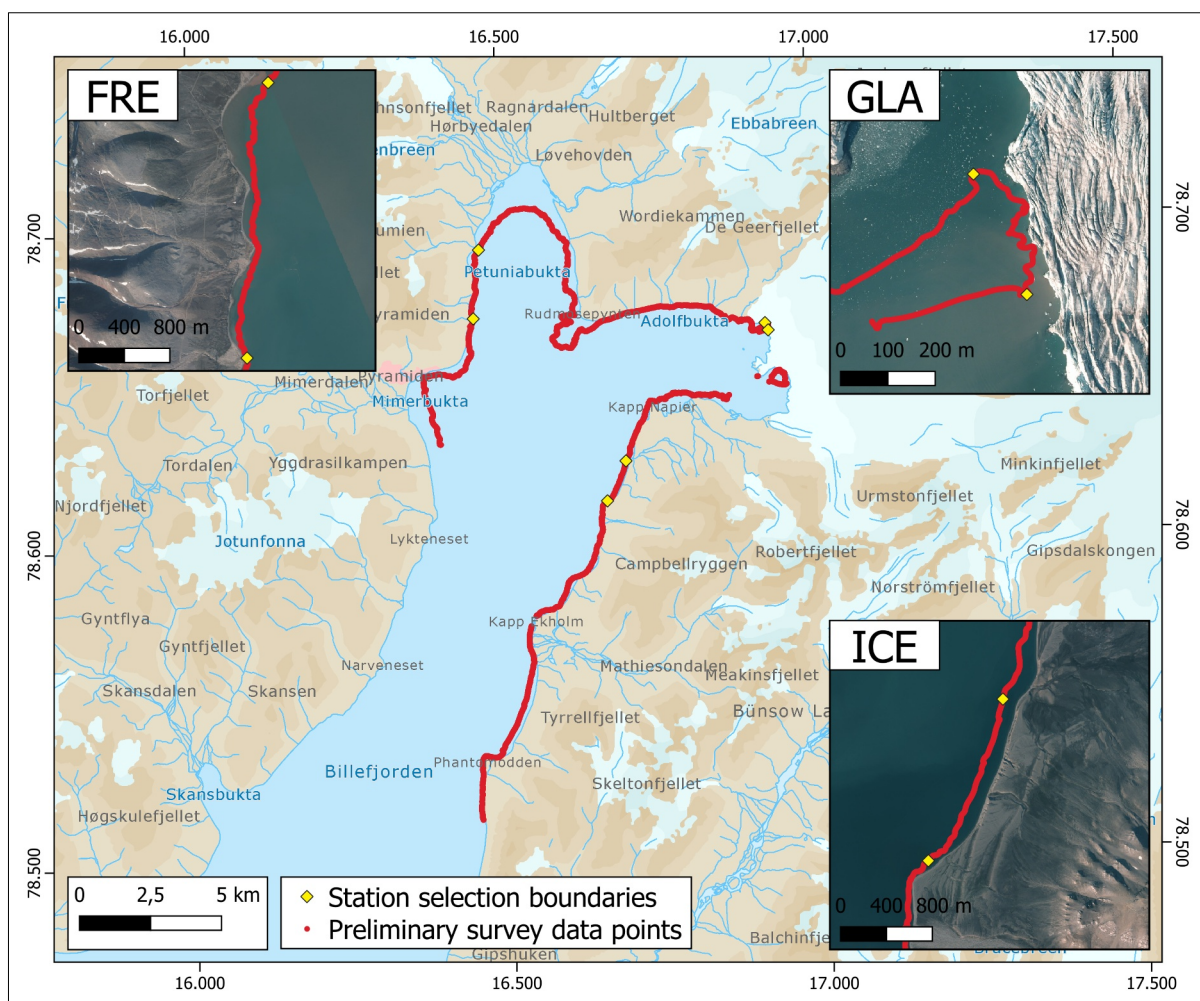 16.000
16.500
17.000
17.500
FRE
GLA
Ragnardalen
Hultberget
Hørbyedalen
Ebbabreen
Løvehovden
78.700
78.700
Wordiekammen
De Geerfjellet
Petuniabukta
Adolfbukta
0 400 800 m
0 100 200 m
Mimerdalen
Pyramiden
Torfjellet
Mimerbukta
Kapp Napier
Tordalen
Yggdrasilkampen
Minkinfjellet
Njordfjellet
Urmstonfjellet
Jotunfonna
Lykteneset
78.600
78.600
Robertfjellet
Gipsdalskongen
Campbellryggen
Norströmfjellet
Gyntflya
Kapp Ekholm
ICE
Gyntfjellet
Narveneset
Mathiesondalen
Meakinsfjellet
Skansdalen
Skansen
Tyrrellfjellet
Bünsow La
Billefjorden
Skeltonfjellet
Skansbukta
Høgskulefjellet
78.500
78.500
0 2,5 5 km
Station selection boundaries
Preliminary survey data points
0 400 800 m
Gipshuken
16.000
16.500
17.000
17.500